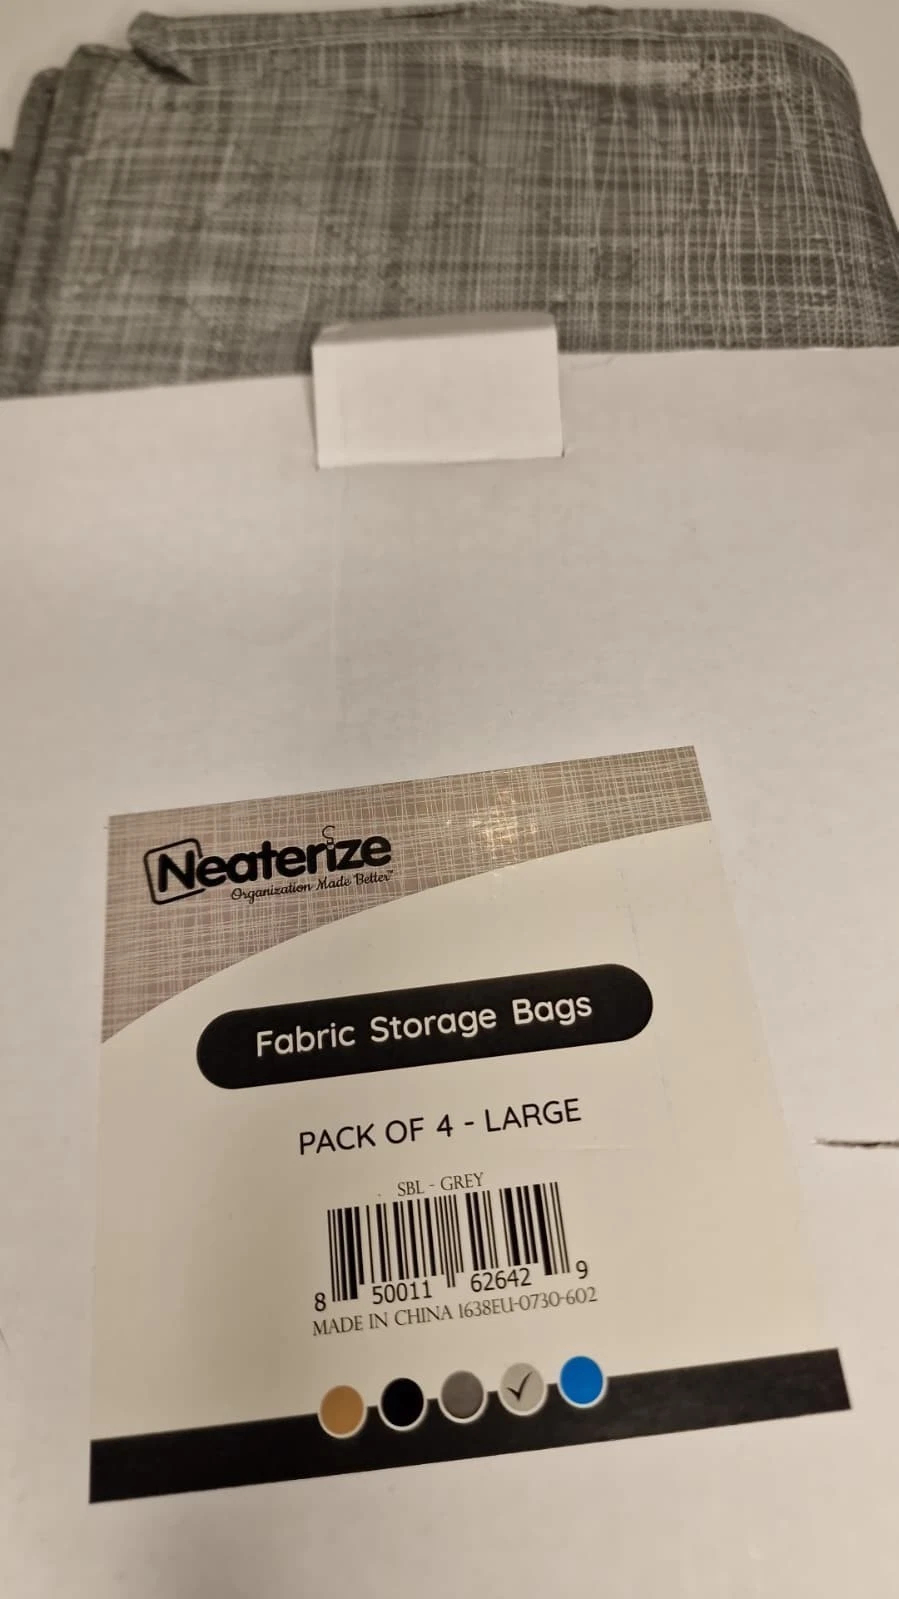 Neaterize
Organization Made Better™
Fabric Storage Bags
PACK OF 4 - LARGE
SBL - GREY
8 50011 62642 9
MADE IN CHINA 1638EU-0730-602